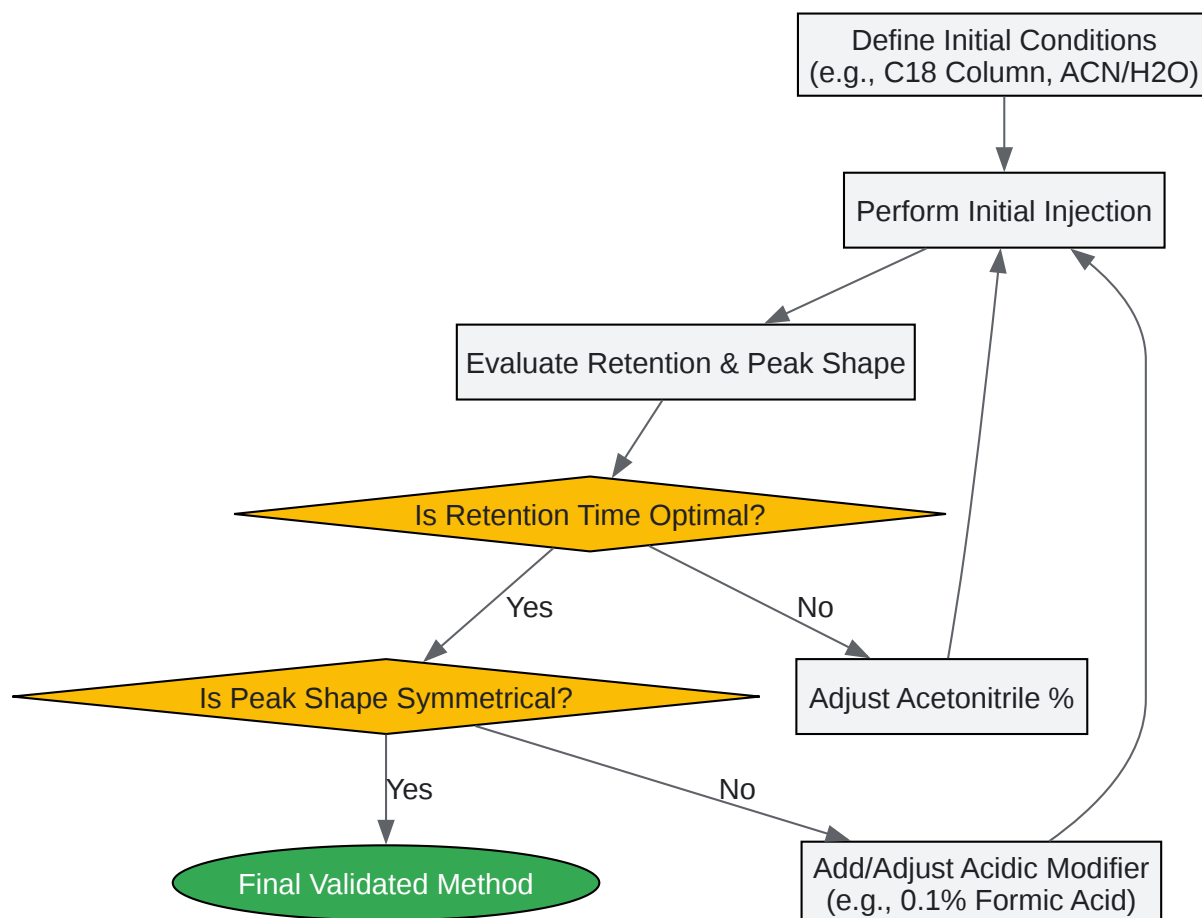 Define Initial Conditions
(e.g., C18 Column, ACN/H2O)
Perform Initial Injection
Evaluate Retention & Peak Shape
Is Retention Time Optimal?
Yes
No
Is Peak Shape Symmetrical?
Adjust Acetonitrile %
Yes
No
Final Validated Method
Add/Adjust Acidic Modifier
(e.g., 0.1% Formic Acid)